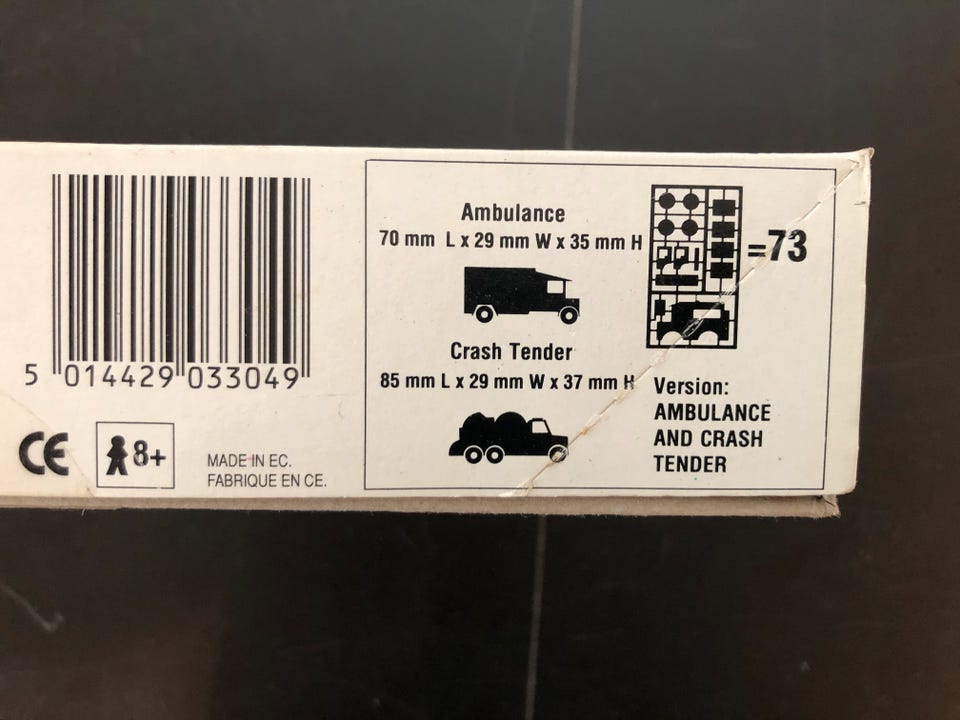 5 014429 033049
CE
8+
MADE IN EC.
FABRIQUE EN CE.
Ambulance
70 mm L x 29 mm W x 35 mm H
Crash Tender
85 mm L x 29 mm W x 37 mm H
=73
Version:
AMBULANCE
AND CRASH
TENDER